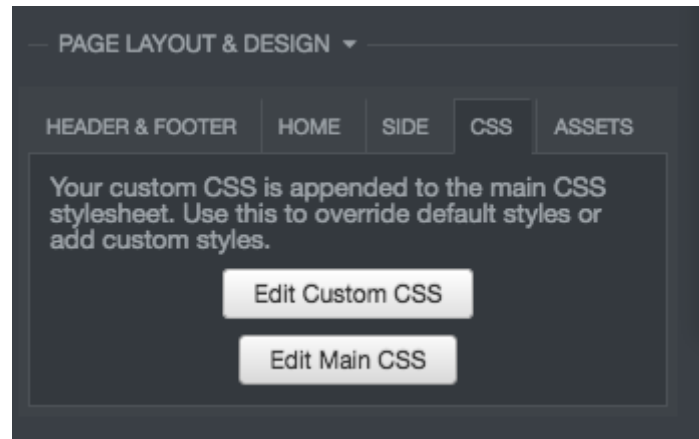 PAGE LAYOUT & DESIGN
HEADER & FOOTER HOME SIDE CSS ASSETS
Your custom CSS is appended to the main CSS
stylesheet. Use this to override default styles or
add custom styles.
Edit Custom CSS
Edit Main CSS